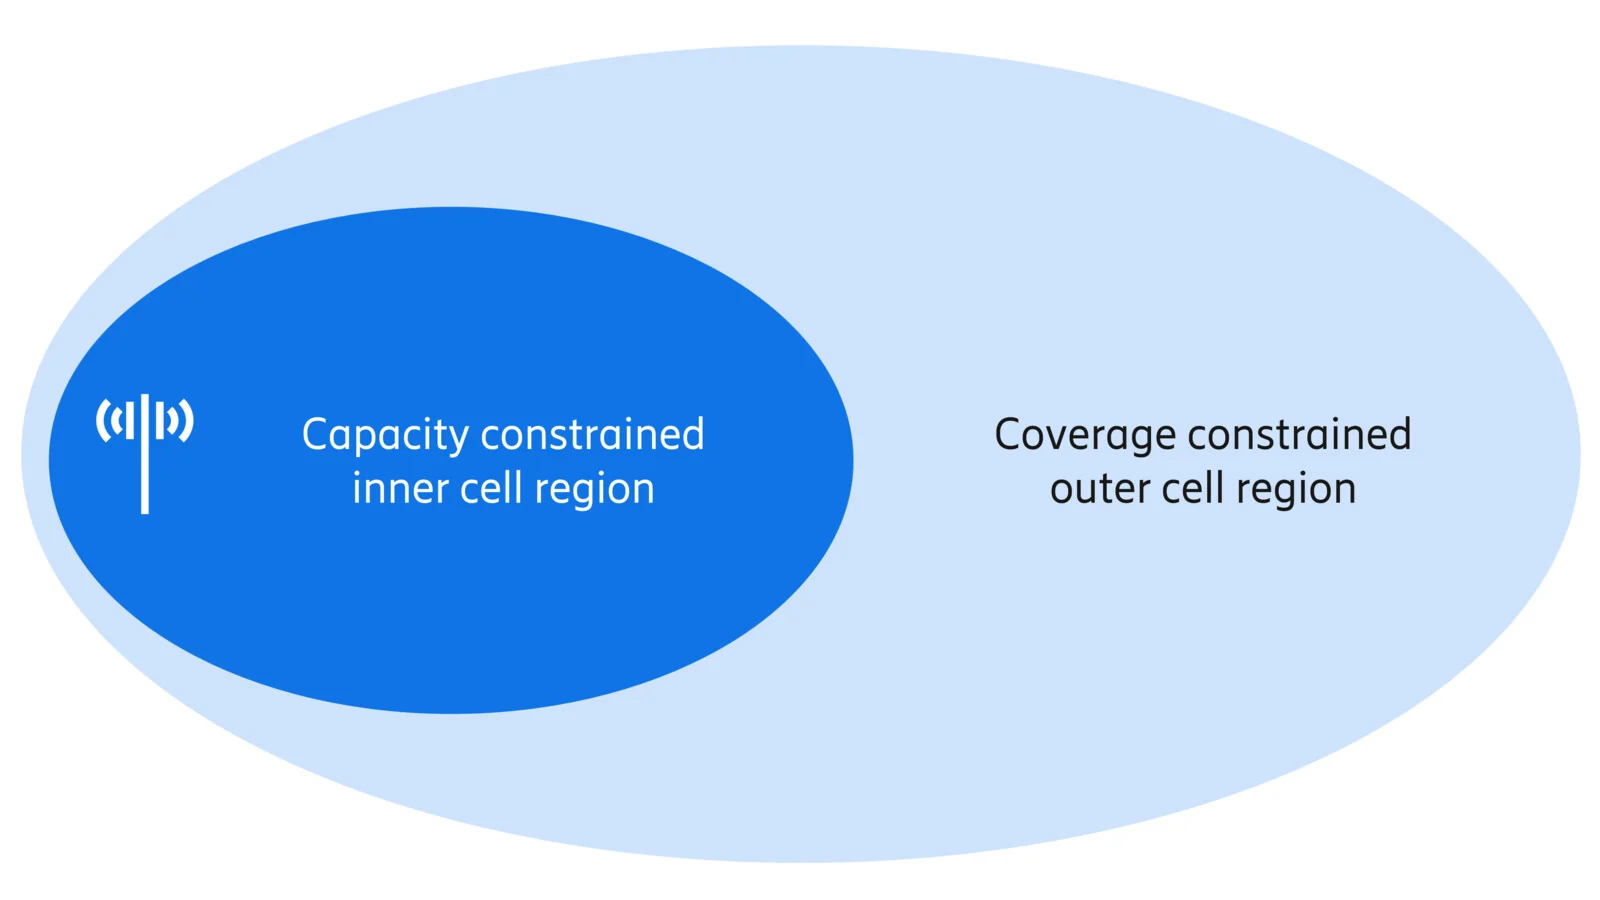 Capacity constrained
inner cell region
Coverage constrained
outer cell region